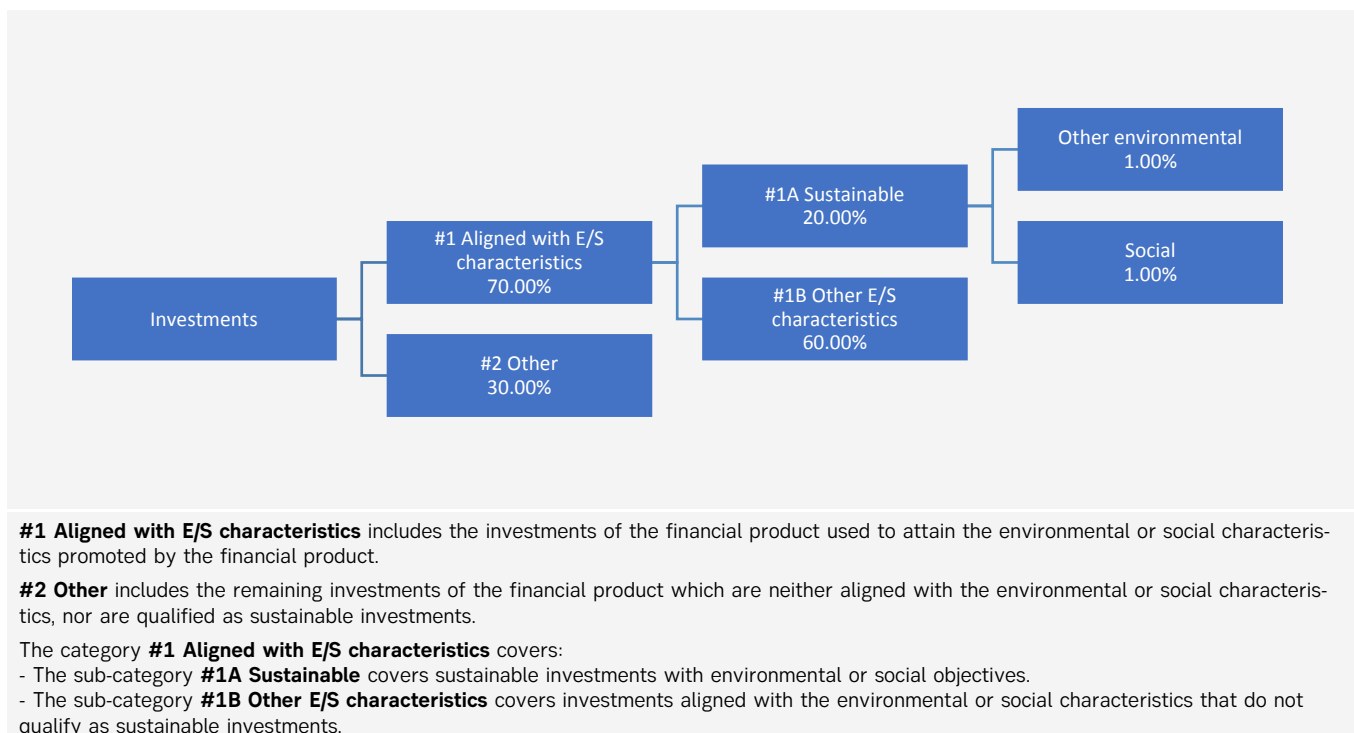 Other environmental
1.00%
#1A Sustainable
20.00%
#1 Aligned with E/S
characteristics
70.00%
Social
1.00%
Investments
#1B Other E/S
characteristics
60.00%
#2 Other
30.00%
#1 Aligned with E/S characteristics includes the investments of the financial product used to attain the environmental or social characteris-
tics promoted by the financial product.
#2 Other includes the remaining investments of the financial product which are neither aligned with the environmental or social characteris-
tics, nor are qualified as sustainable investments.
The category #1 Aligned with E/S characteristics covers:
- The sub-category #1A Sustainable covers sustainable investments with environmental or social objectives.
- The sub-category #1B Other E/S characteristics covers investments aligned with the environmental or social characteristics that do not
qualify as sustainable investments.